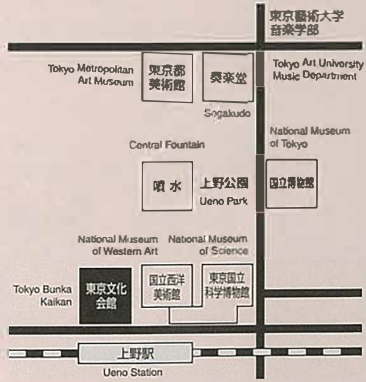 東京藝術大学
音楽学部
Tokyo Metropolitan
Art Museum
東京都
美術館
奏楽堂
Tokyo Art University
Music Department
Sogakudo
Central Fountain
National Museum
of Tokyo
噴水
上野公園
Ueno Park
国立博物館
National Museum
of Western Art
National Museum
of Science
Tokyo Bunka
Kaikan
東京文化
会館
国立西洋
美術館
東京国立
科学博物館
上野駅
Ueno Station